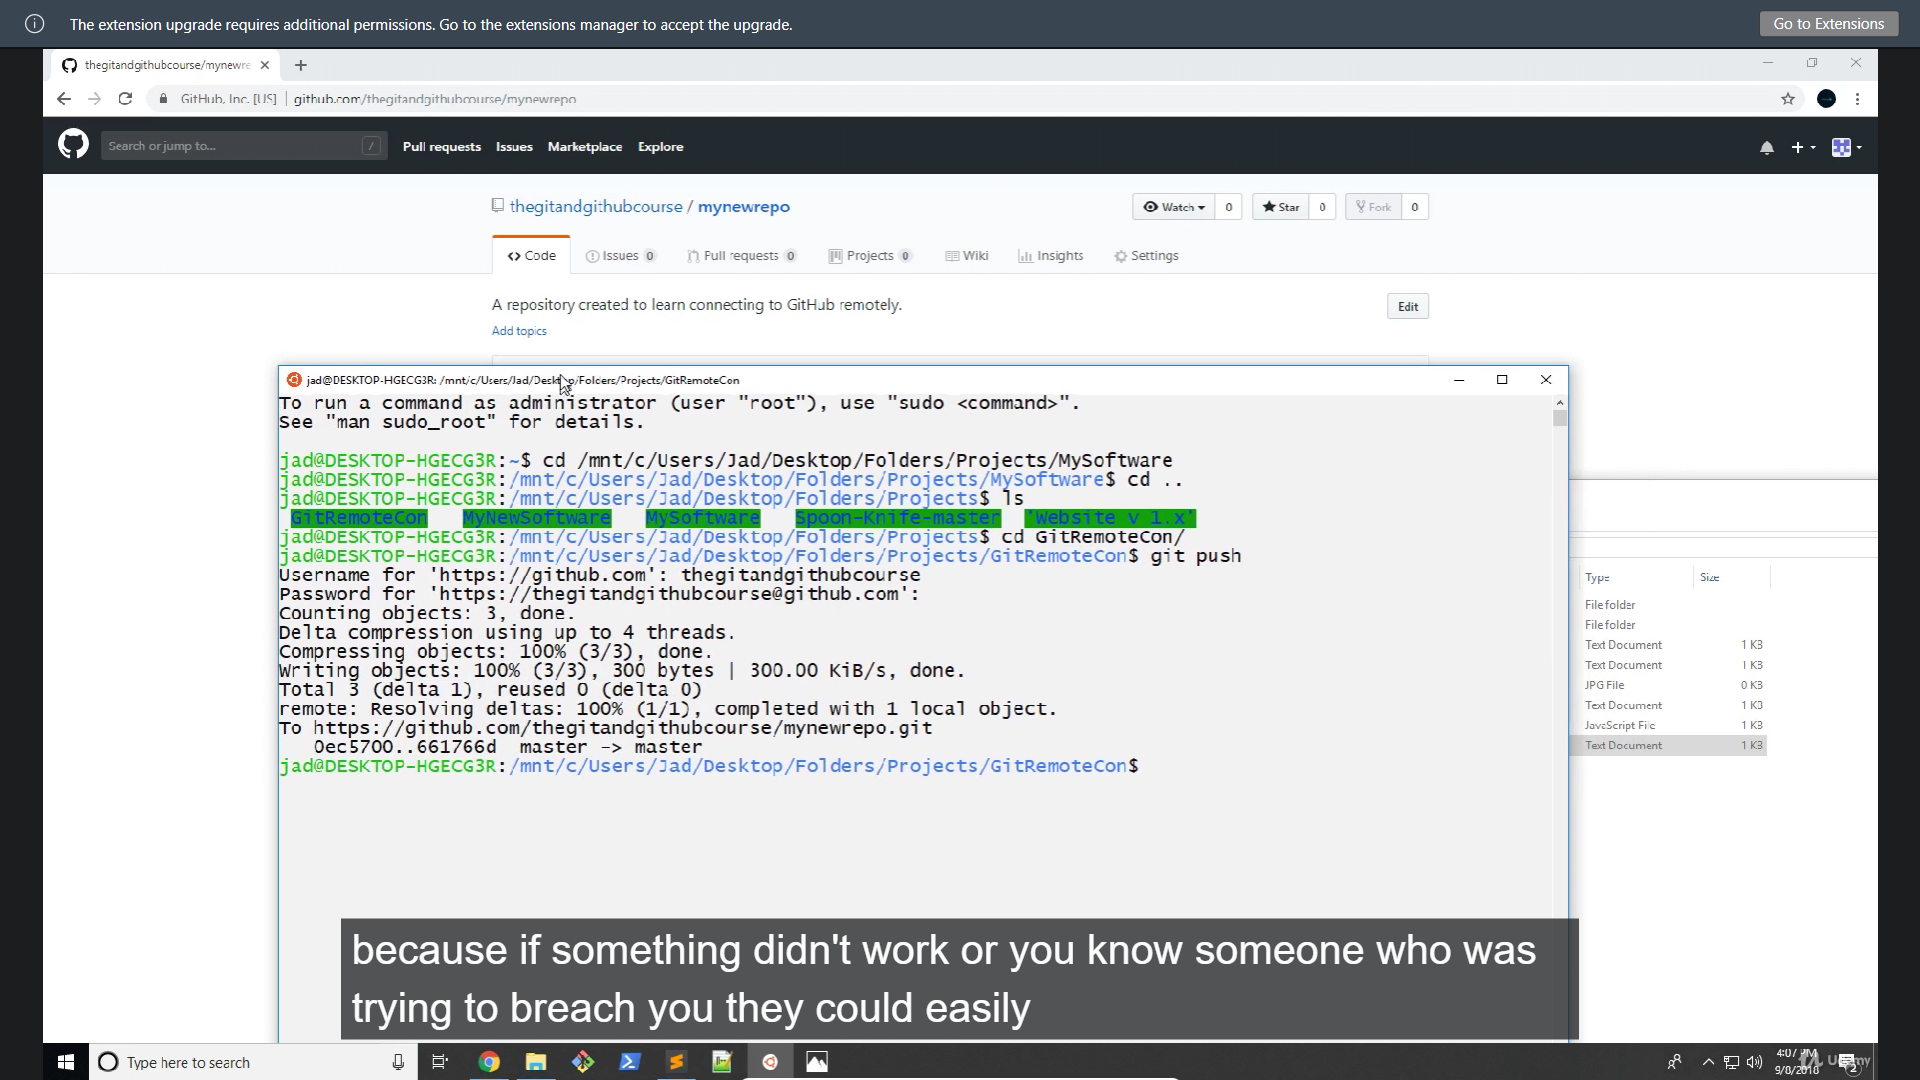 The extension upgrade requires additional permissions. Go to the extensions manager to accept the upgrade.
Go to Extensions
thegitandgithubcourse/mynewre
GitHub, Inc. [US]
github.com/thegitandgithubcourse/mynewrepo
Search or jump to...
/
Pull requests
Issues
Marketplace
Explore
thegitandgithubcourse / mynewrepo
Watch 0
Star 0
Fork 0
Code
Issues 0
Pull requests 0
Projects 0
Wiki
Insights
Settings
A repository created to learn connecting to GitHub remotely.
Edit
Add topics
jad@DESKTOP-HGECG3R: /mnt/c/Users/Jad/Desktop/Folders/Projects/GitRemoteCon
To run a command as administrator (user "root"), use "sudo <command>".
See "man sudo_root" for details.
jad@DESKTOP-HGECG3R:~$ cd /mnt/c/Users/Jad/Desktop/Folders/Projects/MySoftware
jad@DESKTOP-HGECG3R:/mnt/c/Users/Jad/Desktop/Folders/Projects/MySoftware$ cd ..
jad@DESKTOP-HGECG3R:/mnt/c/Users/Jad/Desktop/Folders/Projects$ ls
GitRemoteCon MyNewSoftware MySoftware Spoon-Knife-master 'Website v 1.x'
jad@DESKTOP-HGECG3R:/mnt/c/Users/Jad/Desktop/Folders/Projects$ cd GitRemoteCon/
jad@DESKTOP-HGECG3R:/mnt/c/Users/Jad/Desktop/Folders/Projects/GitRemoteCon$ git push
Username for 'https://github.com': thegitandgithubcourse
Password for 'https://thegitandgithubcourse@github.com':
Counting objects: 3, done.
Delta compression using up to 4 threads.
Compressing objects: 100% (3/3), done.
Writing objects: 100% (3/3), 300 bytes | 300.00 KiB/s, done.
Total 3 (delta 1), reused 0 (delta 0)
remote: Resolving deltas: 100% (1/1), completed with 1 local object.
To https://github.com/thegitandgithubcourse/mynewrepo.git
0ec5700..661766d master -> master
jad@DESKTOP-HGECG3R:/mnt/c/Users/Jad/Desktop/Folders/Projects/GitRemoteCon$
Type Size
File folder
File folder
Text Document 1 KB
Text Document 1 KB
JPG File 0 KB
Text Document 1 KB
JavaScript File 1 KB
Text Document 1 KB
because if something didn't work or you know someone who was
trying to breach you they could easily
Type here to search
4:07 PM
9/8/2018
Udemy
2